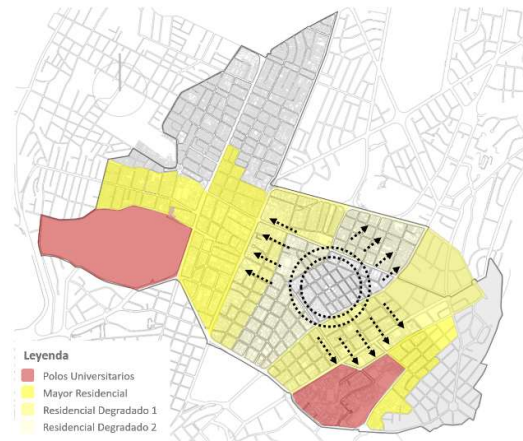 Leyenda
Polos Universitarios
Mayor Residencial
Residencial Degradado 1
Residencial Degradado 2